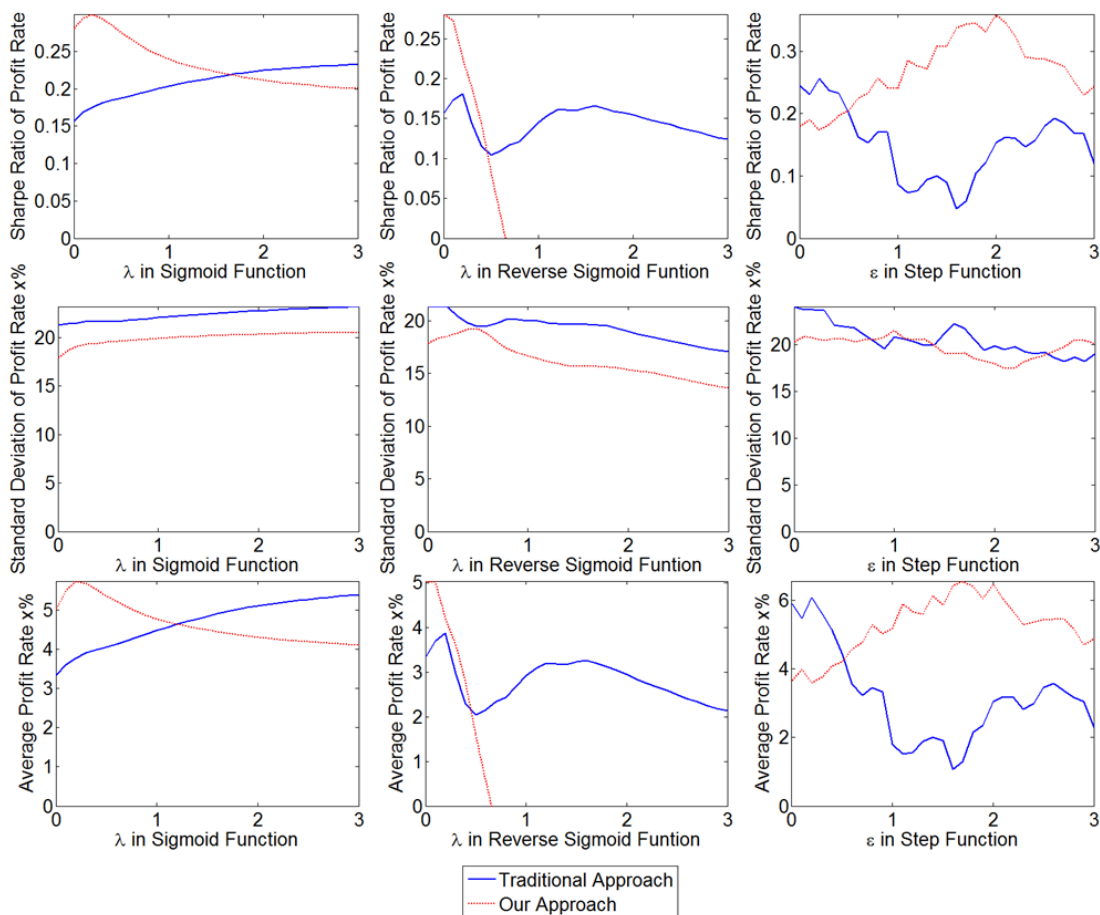 Sharpe Ratio of Profit Rate
0.25
0.2
0.15
0.1
0.05
0
0 1 2 3
λ in Sigmoid Function
Sharpe Ratio of Profit Rate
0.25
0.2
0.15
0.1
0.05
0
0 1 2 3
λ in Reverse Sigmoid Funtion
Sharpe Ratio of Profit Rate
0.3
0.2
0.1
0
0 1 2 3
ε in Step Function
Standard Deviation of Profit Rate x%
20
15
10
5
0
0 1 2 3
λ in Sigmoid Function
Standard Deviation of Profit Rate x%
20
15
10
5
0
0 1 2 3
λ in Reverse Sigmoid Funtion
Standard Deviation of Profit Rate x%
20
15
10
5
0
0 1 2 3
ε in Step Function
Average Profit Rate x%
5
4
3
2
1
0
0 1 2 3
λ in Sigmoid Function
Average Profit Rate x%
5
4
3
2
1
0
0 1 2 3
λ in Reverse Sigmoid Funtion
Average Profit Rate x%
6
4
2
0
0 1 2 3
ε in Step Function
Traditional Approach
Our Approach